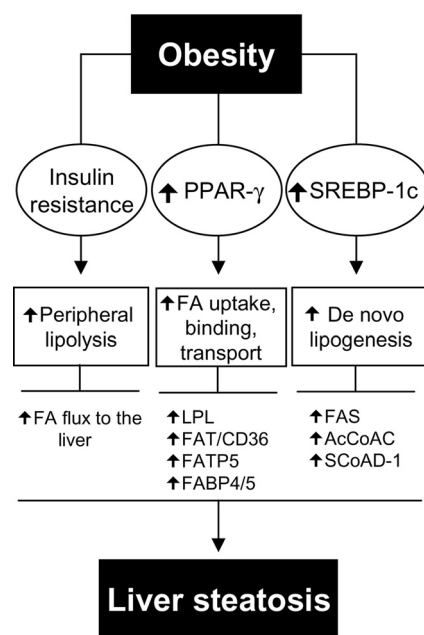 Obesity
Insulin
resistance
↑ PPAR-γ
↑ SREBP-1c
↑Peripheral
lipolysis
↑FA uptake,
binding,
transport
↑ De novo
lipogenesis
↑FA flux to the
liver
↑LPL
↑FAT/CD36
↑FATP5
↑FABP4/5
↑FAS
↑AcCoAC
↑SCoAD-1
Liver steatosis